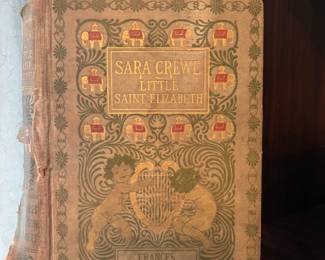 SARA CREWE
LITTLE
SAINT ELIZABETH
FRANCES